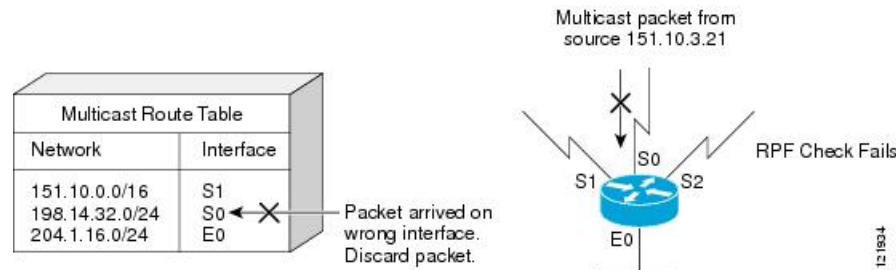 Multicast packet from
source 151.10.3.21
Multicast Route Table
Network Interface
151.10.0.0/16 S1
198.14.32.0/24 S0
204.1.16.0/24 E0
Packet arrived on
wrong interface.
Discard packet.
RPF Check Fails
S0
S1
S2
E0
121634